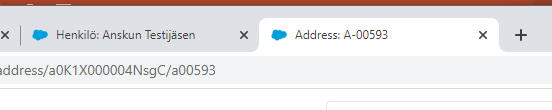 Henkilö: Anskun Testijäsen
Address: A-00593
address/a0K1X000004NsgC/a00593